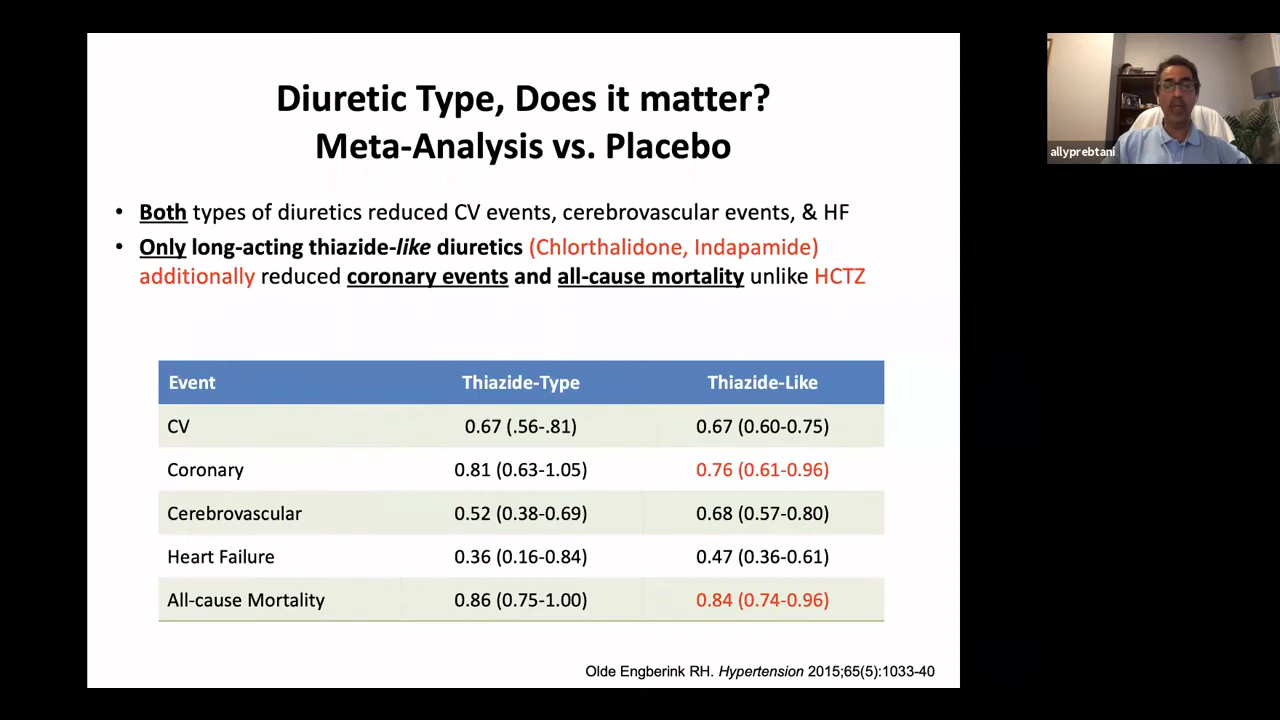 Diuretic Type, Does it matter?
Meta-Analysis vs. Placebo
• Both types of diuretics reduced CV events, cerebrovascular events, & HF
• Only long-acting thiazide-like diuretics (Chlorthalidone, Indapamide)
additionally reduced coronary events and all-cause mortality unlike HCTZ
Event Thiazide-Type Thiazide-Like
CV 0.67 (.56-.81) 0.67 (0.60-0.75)
Coronary 0.81 (0.63-1.05) 0.76 (0.61-0.96)
Cerebrovascular 0.52 (0.38-0.69) 0.68 (0.57-0.80)
Heart Failure 0.36 (0.16-0.84) 0.47 (0.36-0.61)
All-cause Mortality 0.86 (0.75-1.00) 0.84 (0.74-0.96)
Olde Engberink RH. Hypertension 2015;65(5):1033-40
allyprebtani